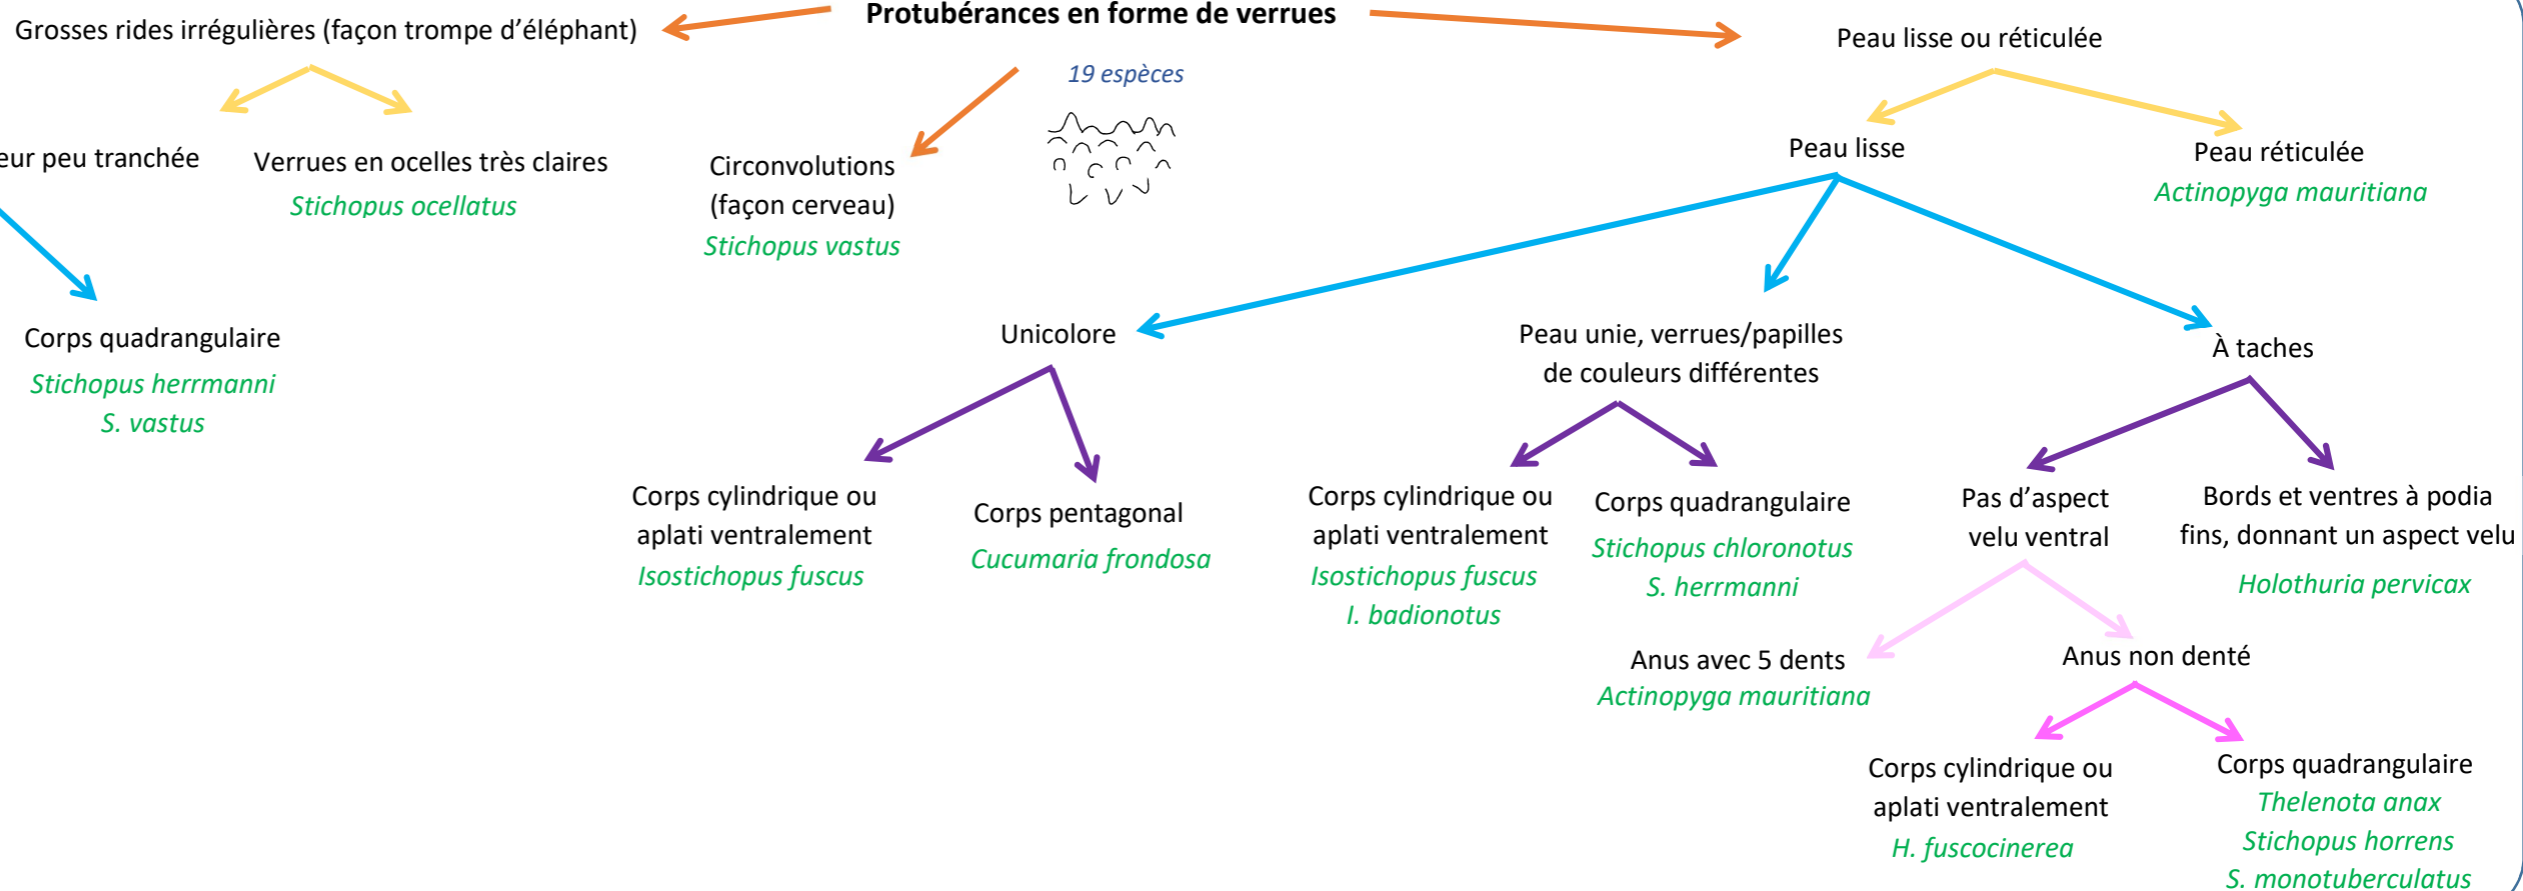 Protubérances en forme de verrues
19 espèces
Grosses rides irrégulières (façon trompe d'éléphant)
peu tranchée
Verrues en ocelles très claires
Stichopus ocellatus
Corps quadrangulaire
Stichopus herrmanni
S. vastus
Circonvolutions
(façon cerveau)
Stichopus vastus
Peau lisse ou réticulée
Peau lisse
Peau réticulée
Actinopyga mauritiana
Unicolore
Corps cylindrique ou
aplati ventralement
Isostichopus fuscus
Corps pentagonal
Cucumaria frondosa
Peau unie, verrues/papilles
de couleurs différentes
Corps cylindrique ou
aplati ventralement
Isostichopus fuscus
I. badionotus
Corps quadrangulaire
Stichopus chloronotus
S. herrmanni
À taches
Pas d'aspect
velu ventral
Bords et ventres à podia
fins, donnant un aspect velu
Holothuria pervicax
Anus avec 5 dents
Actinopyga mauritiana
Anus non denté
Corps cylindrique ou
aplati ventralement
H. fuscocinerea
Corps quadrangulaire
Thelenota anax
Stichopus horrens
S. monotuberculatus